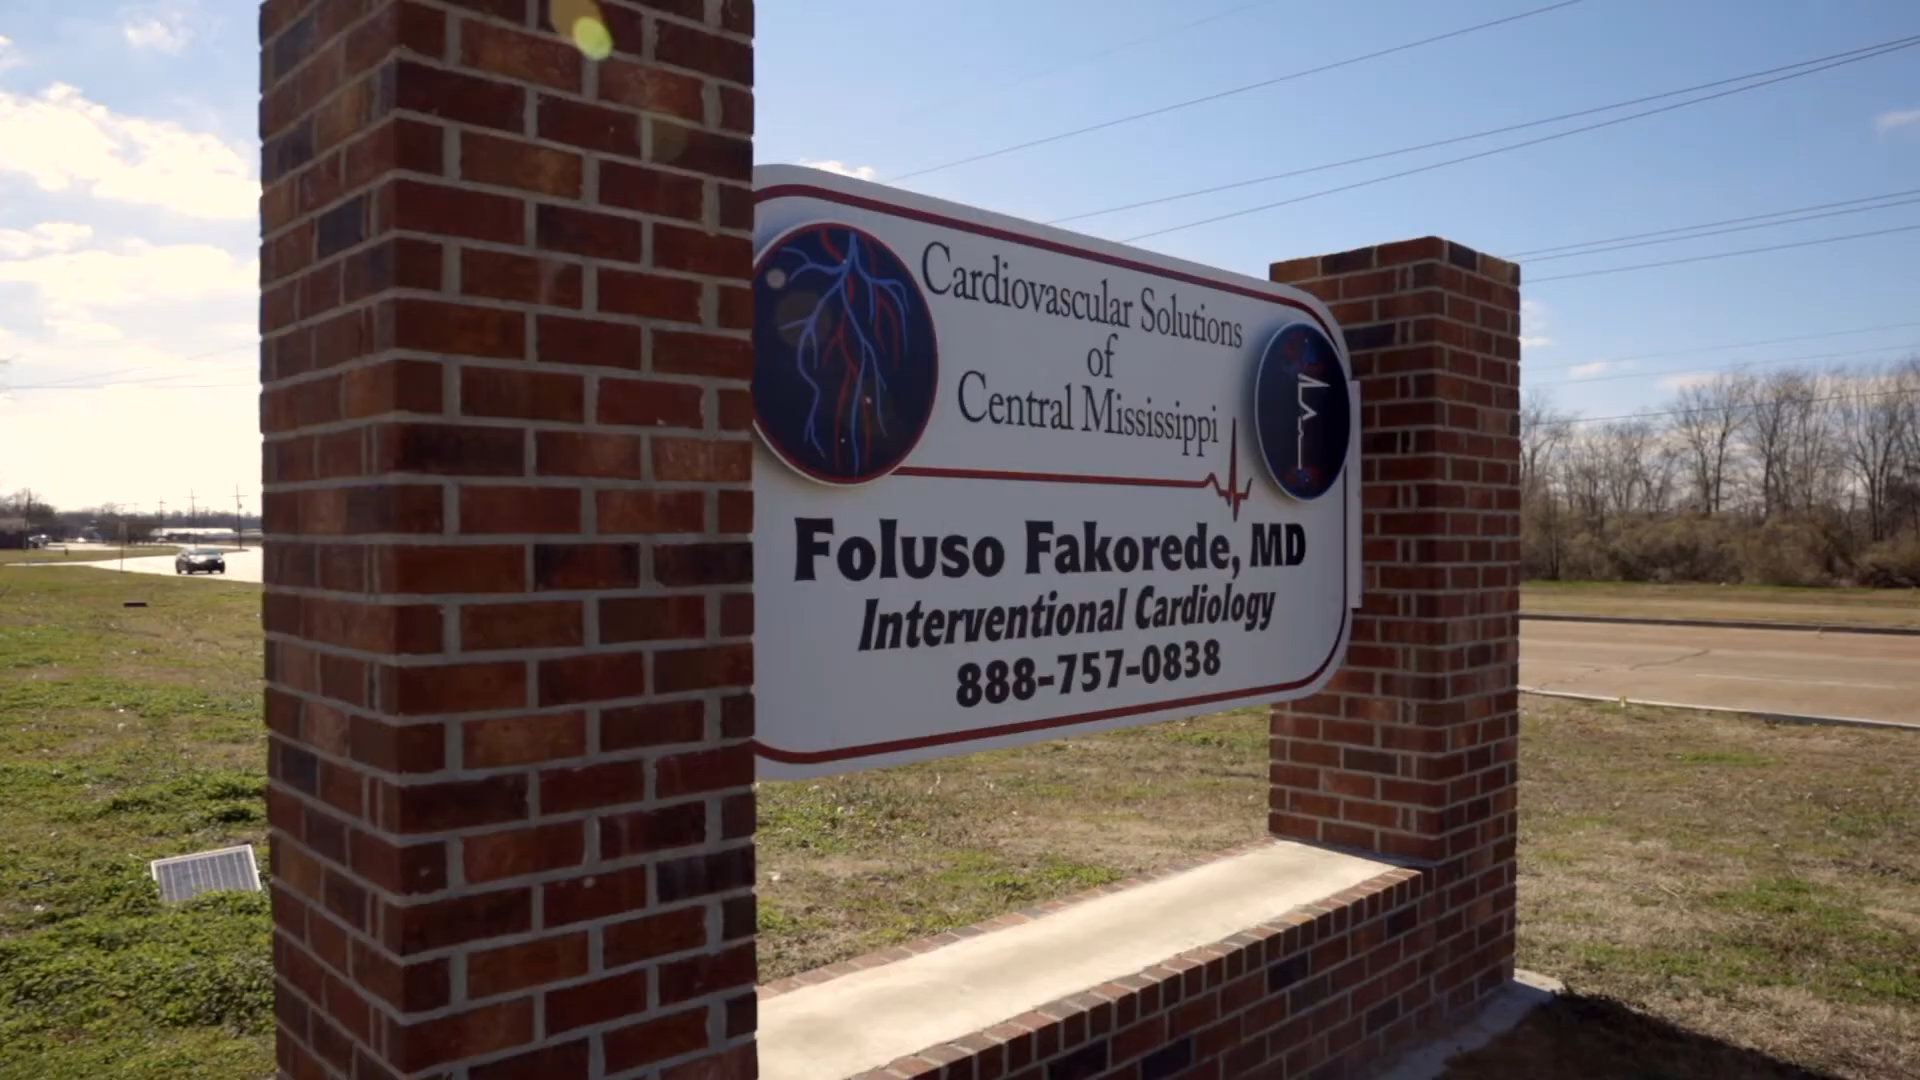 Cardiovascular Solutions
of
Central Mississippi
Foluso Fakorede, MD
Interventional Cardiology
888-757-0838